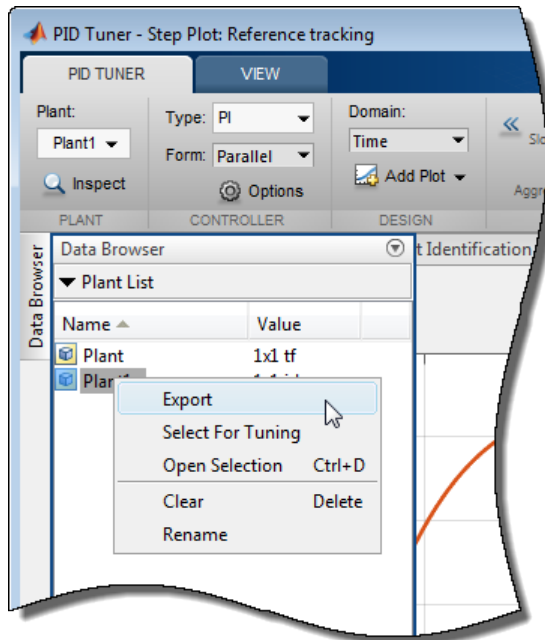 PID Tuner - Step Plot: Reference tracking
PID TUNER VIEW
Plant: Type: PI Domain:
Plant1 Time
Form: Parallel
Inspect Options Add Plot
PLANT CONTROLLER DESIGN
Data Browser
Data Browser t Identification
Plant List
Name Value
Plant 1x1 tf
Export
Select For Tuning
Open Selection Ctrl+D
Clear Delete
Rename